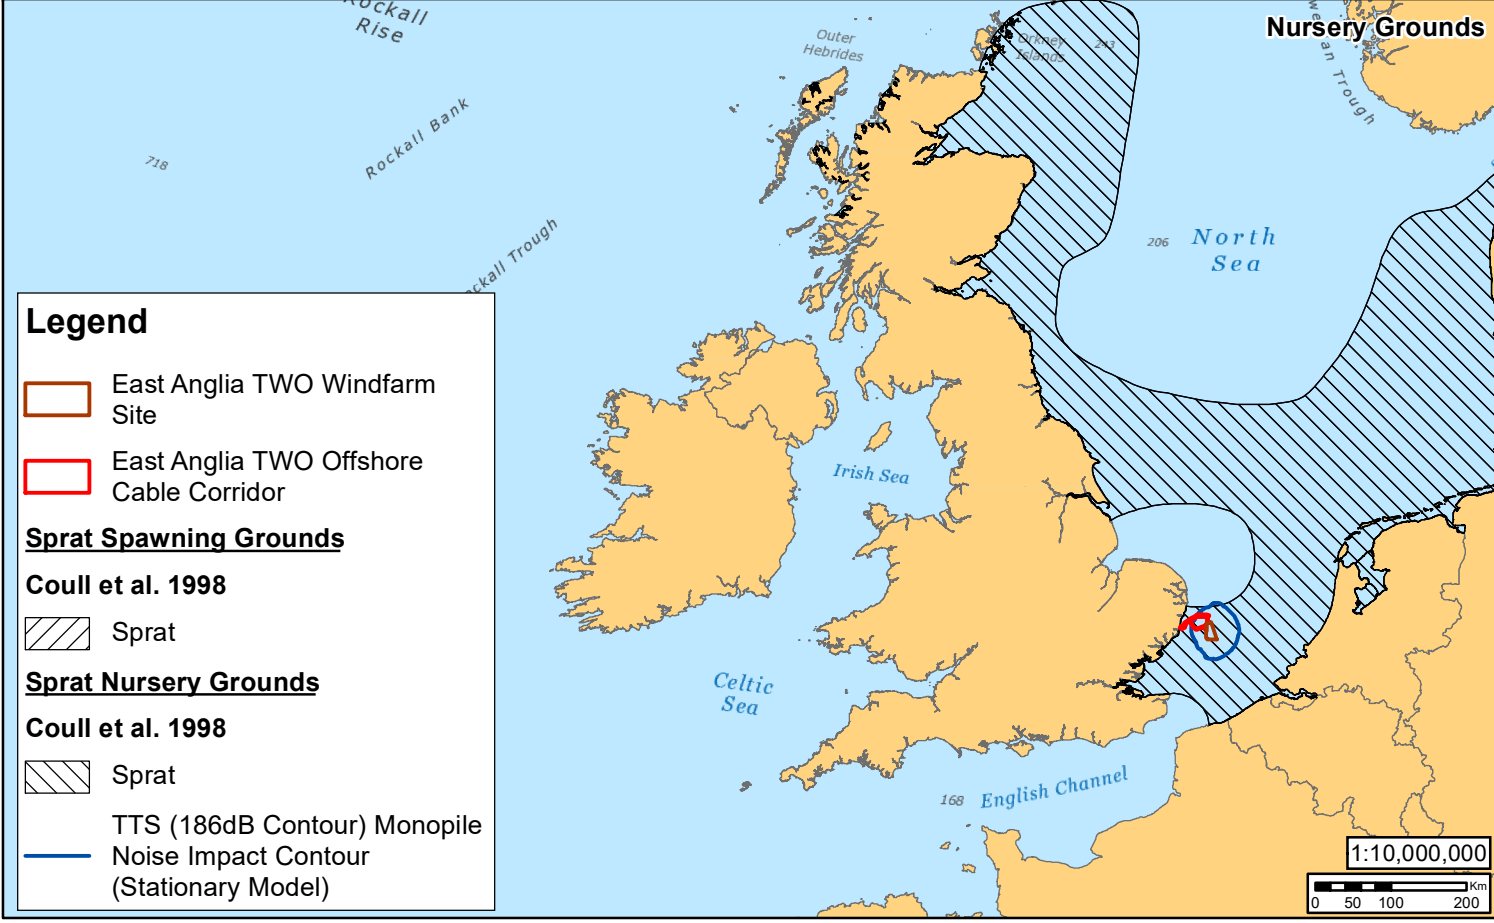 Rockall
Rise
Outer
Hebrides
Orkney
Islands
243
Nursery Grounds
Trough
718
Rockall Bank
206
North
Sea
Trough
Legend
East Anglia TWO Windfarm
Site
East Anglia TWO Offshore
Cable Corridor
Sprat Spawning Grounds
Coull et al. 1998
Sprat
Sprat Nursery Grounds
Coull et al. 1998
Sprat
TTS (186dB Contour) Monopile
Noise Impact Contour
(Stationary Model)
Irish Sea
Celtic
Sea
168
English Channel
1:10,000,000
Km
0 50 100 200